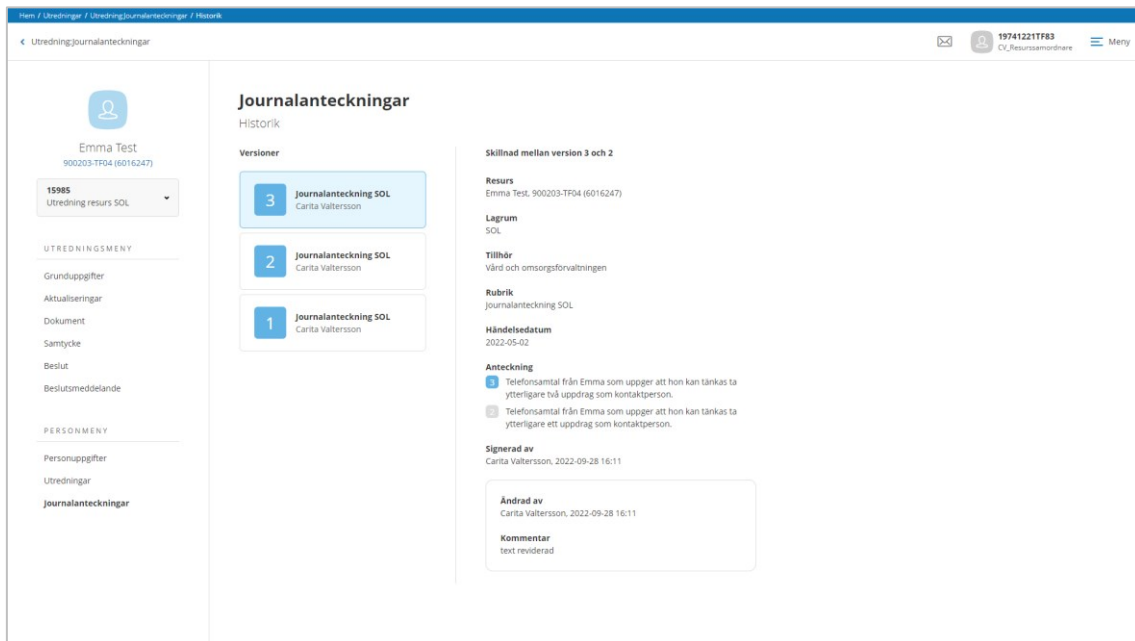 Hem / Utredningar / Utredning:Journalanteckningar / Historik
Utredning:Journalanteckningar
19741221TF83
CV_Resurssamordnare
Meny
Emma Test
900203-TF04 (6016247)
15985
Utredning resurs SOL
UTREDNINGSMENY
Grunduppgifter
Aktualiseringar
Dokument
Samtycke
Beslut
Beslutsmeddelande
PERSONMENY
Personuppgifter
Utredningar
Journalanteckningar
Journalanteckningar
Historik
Versioner
3
Journalanteckning SOL
Carita Valtersson
2
Journalanteckning SOL
Carita Valtersson
1
Journalanteckning SOL
Carita Valtersson
Skillnad mellan version 3 och 2
Resurs
Emma Test, 900203-TF04 (6016247)
Lagrum
SOL
Tillhör
Vård och omsorgsförvaltningen
Rubrik
Journalanteckning SOL
Händelsedatum
2022-05-02
Anteckning
3 Telefonsamtal från Emma som uppger att hon kan tänkas ta
ytterligare två uppdrag som kontaktperson.
2 Telefonsamtal från Emma som uppger att hon kan tänkas ta
ytterligare ett uppdrag som kontaktperson.
Signerad av
Carita Valtersson, 2022-09-28 16:11
Ändrad av
Carita Valtersson, 2022-09-28 16:11
Kommentar
text reviderad